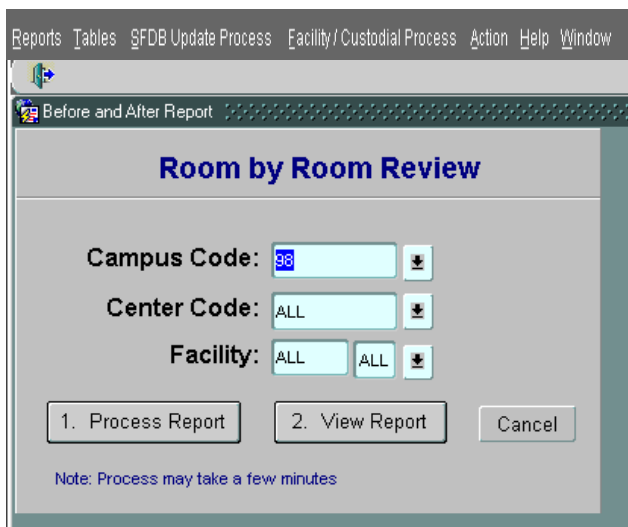 Reports Tables SFDB Update Process Facility / Custodial Process Action Help Window
Before and After Report
Room by Room Review
Campus Code: 98
Center Code: ALL
Facility: ALL ALL
1. Process Report 2. View Report Cancel
Note: Process may take a few minutes